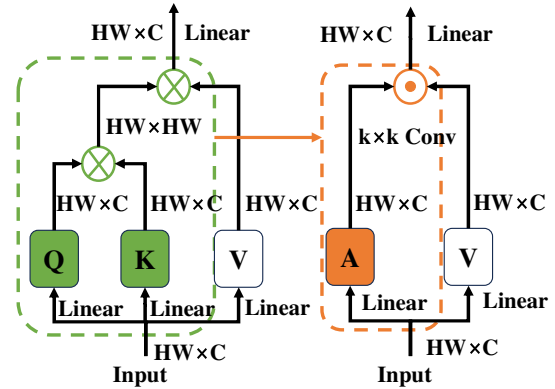 HW×C Linear
HW×C Linear
HW×HW
k×k Conv
HW×C HW×C HW×C
HW×C HW×C
Q K V
A V
Linear Linear Linear
Linear Linear
HW×C
HW×C
Input
Input